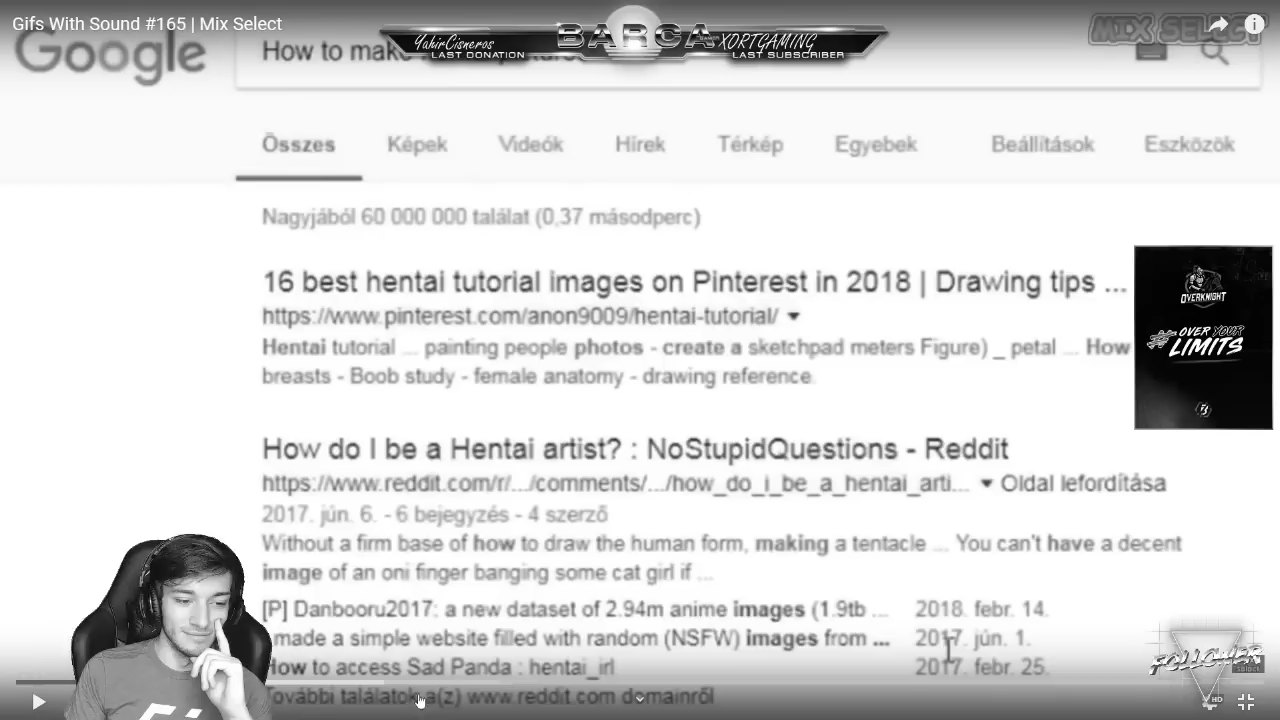 Gifs With Sound #165 | Mix Select
YahirCisneros
LAST DONATION
BARCA
XORTGAMING
LAST SUBSCRIBER
MIX SELECT
Google
How to make
Összes Képek Videók Hírek Térkép Egyebek Beállítások Eszközök
Nagyjából 60 000 000 találat (0,37 másodperc)
16 best hentai tutorial images on Pinterest in 2018 | Drawing tips ...
https://www.pinterest.com/anon9009/hentai-tutorial/
Hentai tutorial ... painting people photos - create a sketchpad meters Figure) _ petal ... How
breasts - Boob study - female anatomy - drawing reference.
OVERKNIGHT
#OVER YOUR
LIMITS
How do I be a Hentai artist? : NoStupidQuestions - Reddit
https://www.reddit.com/r/.../comments/.../how_do_i_be_a_hentai_arti... Oldal lefordítása
2017. jún. 6. - 6 bejegyzés - 4 szerző
Without a firm base of how to draw the human form, making a tentacle ... You can't have a decent
image of an oni finger banging some cat girl if ...
[P] Danbooru2017: a new dataset of 2.94m anime images (1.9tb ... 2018. febr. 14.
made a simple website filled with random (NSFW) images from ... 2017. jún. 1.
How to access Sad Panda : hentai_irl 2017. febr. 25.
További találatok a(z) www.reddit.com domainről
FOLLOWER
HD